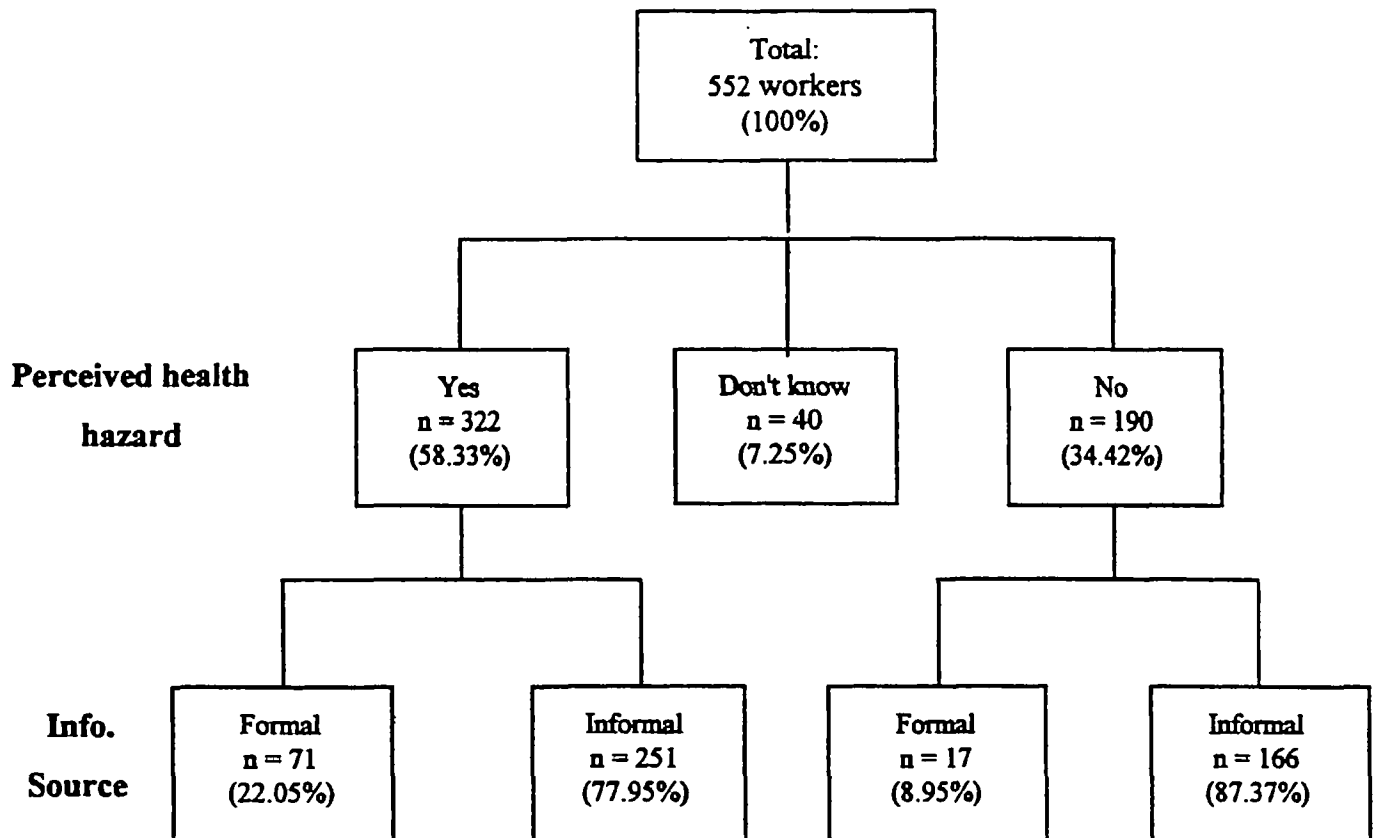 Total:
552 workers
(100%)
Perceived health
hazard
Yes
n = 322
(58.33%)
Don't know
n = 40
(7.25%)
No
n = 190
(34.42%)
Info.
Source
Formal
n = 71
(22.05%)
Informal
n = 251
(77.95%)
Formal
n = 17
(8.95%)
Informal
n = 166
(87.37%)